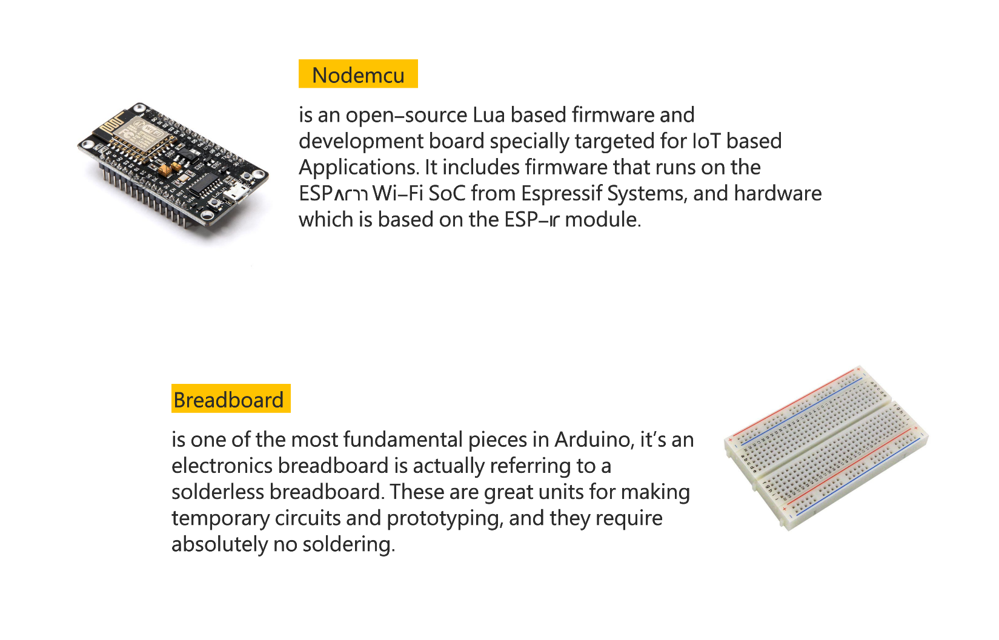 Nodemcu
is an open–source Lua based firmware and
development board specially targeted for IoT based
Applications. It includes firmware that runs on the
ESP٨٢٦٦ Wi–Fi SoC from Espressif Systems, and hardware
which is based on the ESP–١٢ module.
LoLin
Breadboard
is one of the most fundamental pieces in Arduino, it’s an
electronics breadboard is actually referring to a
solderless breadboard. These are great units for making
temporary circuits and prototyping, and they require
absolutely no soldering.